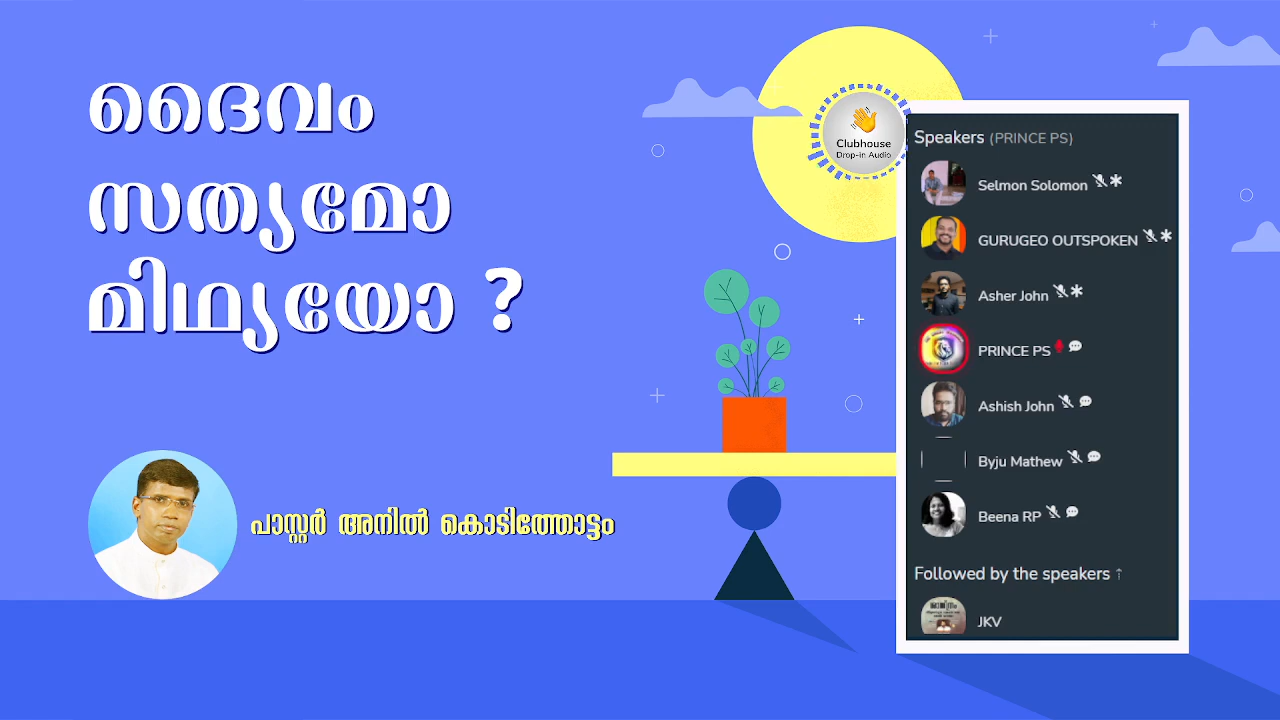 ദൈവം
സത്യമോ
മിഥ്യയോ ?
പാസ്റ്റർ അനിൽ കൊടിത്തോട്ടം
Clubhouse
Drop-in Audio
Speakers (PRINCE PS)
Selmon Solomon
GURUGEO OUTSPOKEN
Asher John
PRINCE PS
Ashish John
Byju Mathew
Beena RP
Followed by the speakers ↑
JKV